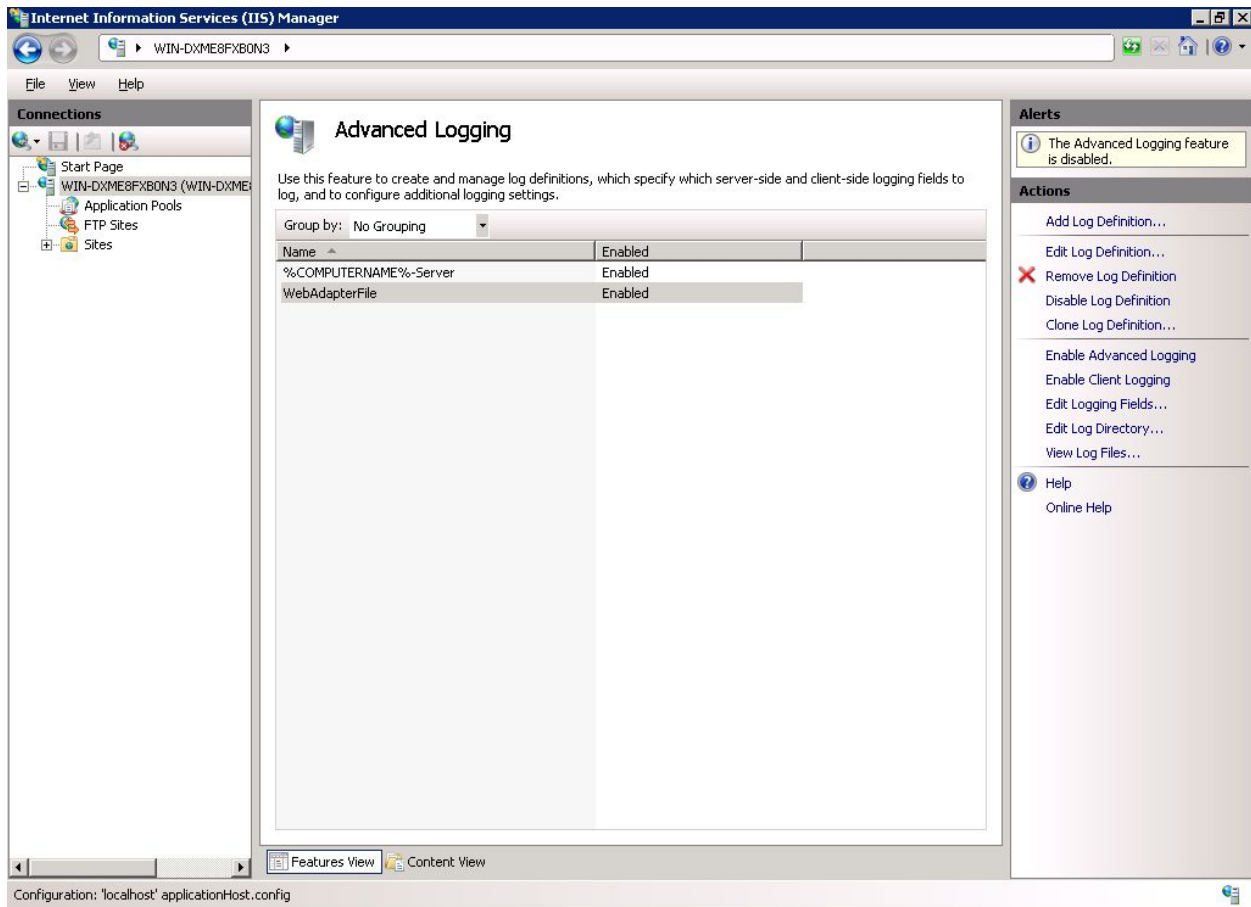 Internet Information Services (IIS) Manager
WIN-DXME8FXB0N3
File View Help
Connections
Start Page
WIN-DXME8FXB0N3 (WIN-DXME
Application Pools
FTP Sites
Sites
Advanced Logging
Use this feature to create and manage log definitions, which specify which server-side and client-side logging fields to
log, and to configure additional logging settings.
Group by: No Grouping
Name Enabled
%COMPUTERNAME%-Server Enabled
WebAdapterFile Enabled
Features View Content View
Alerts
The Advanced Logging feature
is disabled.
Actions
Add Log Definition...
Edit Log Definition...
Remove Log Definition
Disable Log Definition
Clone Log Definition...
Enable Advanced Logging
Enable Client Logging
Edit Logging Fields...
Edit Log Directory...
View Log Files...
Help
Online Help
Configuration: 'localhost' applicationHost.config